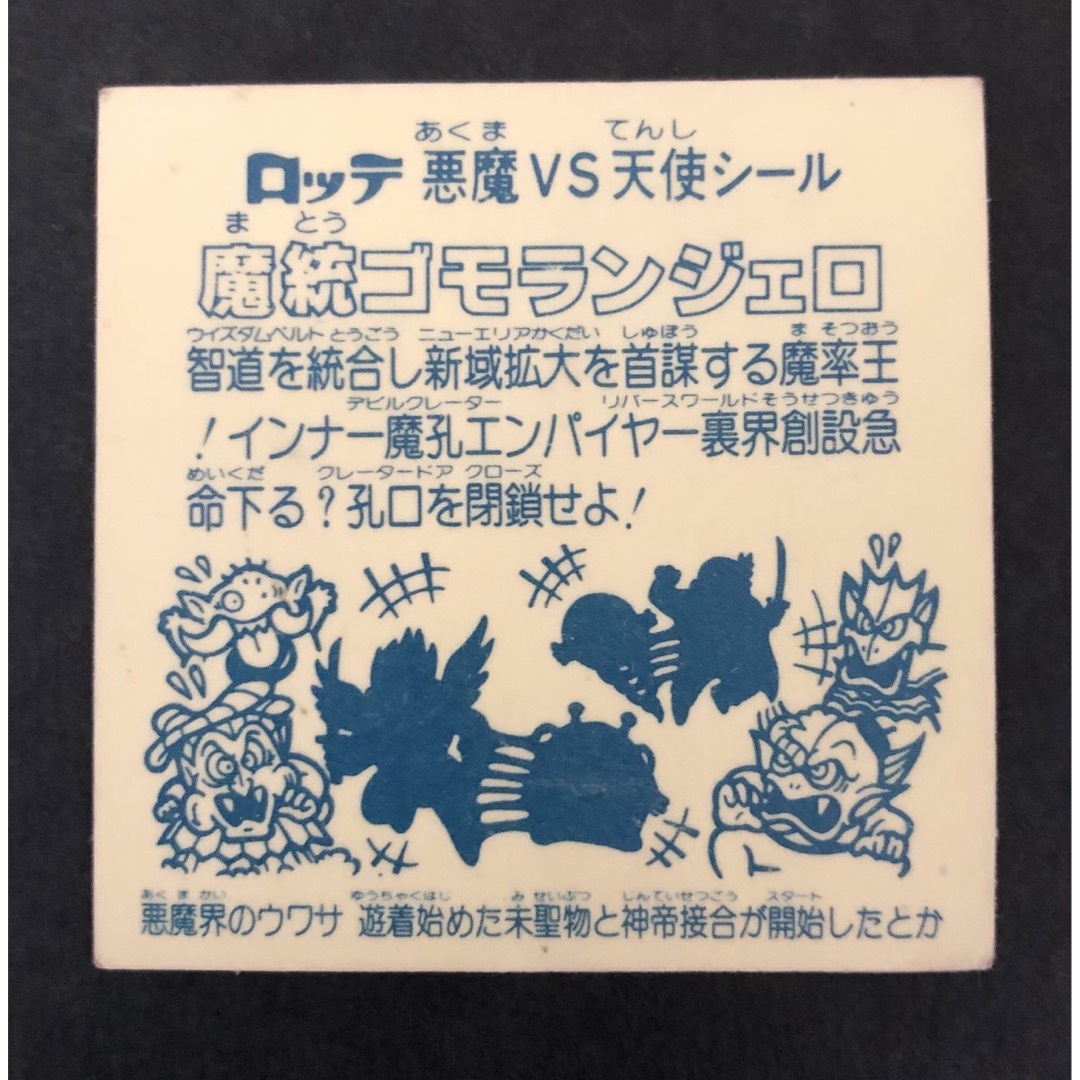 あくま てんし
ロッテ 悪魔VS天使シール
ま とう
魔統ゴモランジェロ
ウイズダムベルト とうごう ニューエリアかくだい しゅぼう ま そつおう
智道を統合し新域拡大を首謀する魔率王
デビルクレーター リバースワールドそうせつきゅう
!インナー魔孔エンパイヤー裏界創設急
めいくだ クレータードア クローズ
命下る?孔口を閉鎖せよ!
あく ま かい ゆうちゃくはじ み せいぶつ しんていせつごう スタート
悪魔界のウワサ 遊着始めた未聖物と神帝接合が開始したとか